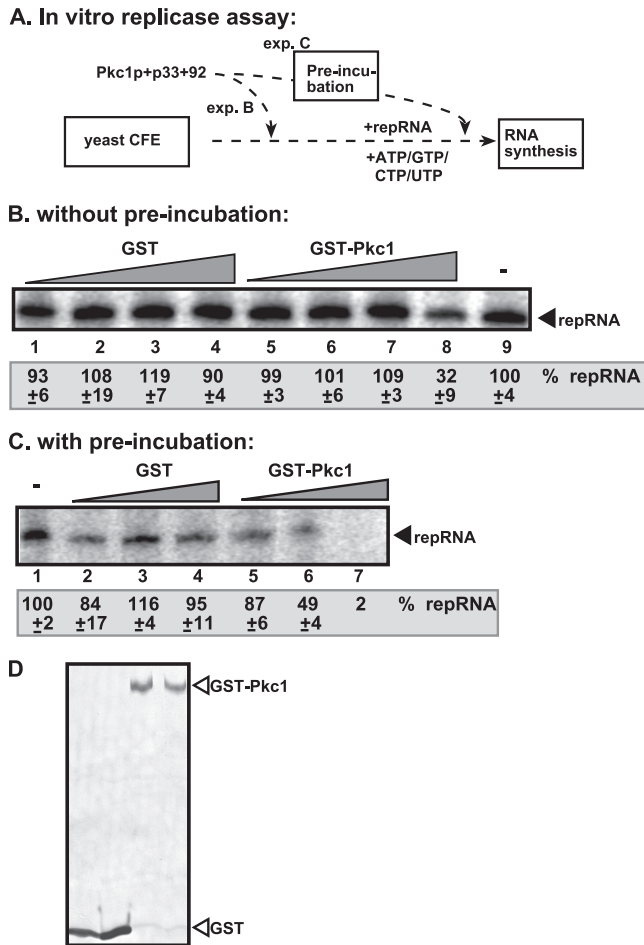 A. In vitro replicase assay:
exp. C
Pkc1p+p33+92
Pre-incu-
bation
exp. B
yeast CFE
+repRNA
+ATP/GTP/
CTP/UTP
RNA
synthesis
B. without pre-incubation:
GST GST-Pkc1 -
repRNA
1 2 3 4 5 6 7 8 9
93 108 119 90 99 101 109 32 100 % repRNA
±6 ±19 ±7 ±4 ±3 ±6 ±3 ±9 ±4
C. with pre-incubation:
- GST GST-Pkc1
repRNA
1 2 3 4 5 6 7
100 84 116 95 87 49 2 % repRNA
±2 ±17 ±4 ±11 ±6 ±4
D
GST-Pkc1
GST